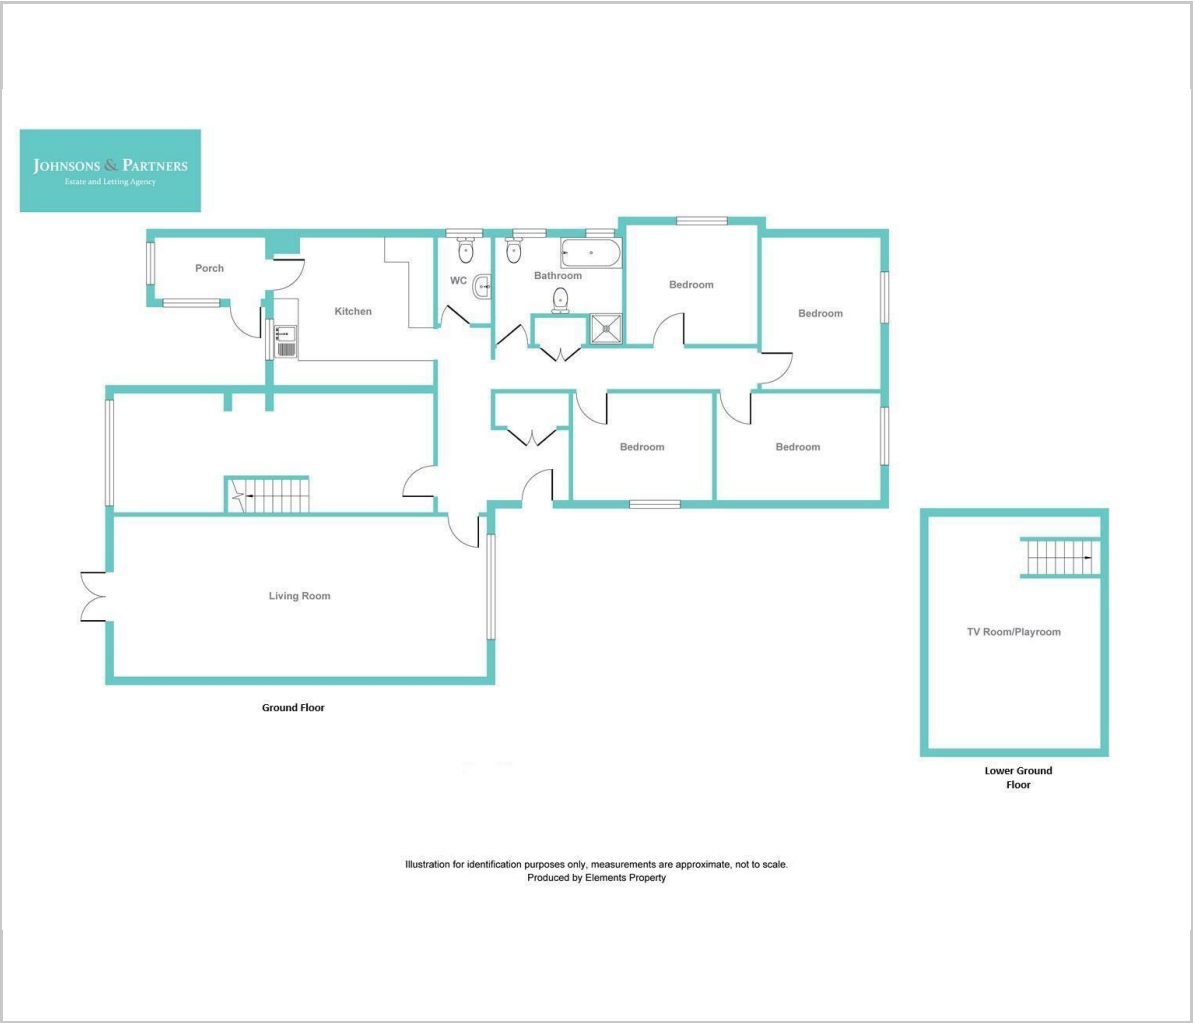 JOHNSONS & PARTNERS
Estate and Letting Agency
Porch
Kitchen
WC
Bathroom
Bedroom
Bedroom
Bedroom
Bedroom
Living Room
TV Room/Playroom
Ground Floor
Lower Ground
Floor
Illustration for identification purposes only, measurements are approximate, not to scale.
Produced by Elements Property